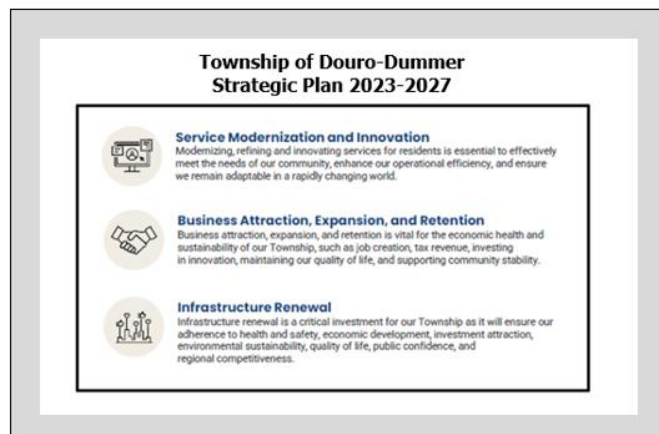 Township of Douro-Dummer
Strategic Plan 2023-2027
Service Modernization and Innovation
Modernizing, refining and innovating services for residents is essential to effectively
meet the needs of our community, enhance our operational efficiency, and ensure
we remain adaptable in a rapidly changing world.
Business Attraction, Expansion, and Retention
Business attraction, expansion, and retention is vital for the economic health and
sustainability of our Township, such as job creation, tax revenue, investing
in innovation, maintaining our quality of life, and supporting community stability.
Infrastructure Renewal
Infrastructure renewal is a critical investment for our Township as it will ensure our
adherence to health and safety, economic development, investment attraction,
environmental sustainability, quality of life, public confidence, and
regional competitiveness.